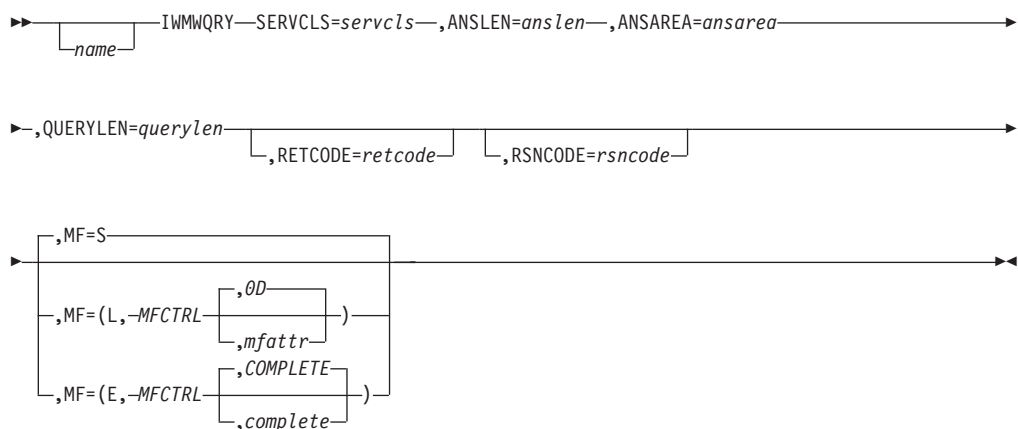 IWMWQRY SERVCLS=servcls ,ANSLEN=anslen ,ANSAREA=ansarea
name
,QUERYLEN=querylen
,RETCODE=retcode ,RSNCODE=rsncode
,MF=S
,0D
,MF=(L, MFCTRL )
,mfattr
,COMPLETE
,MF=(E, MFCTRL )
,complete